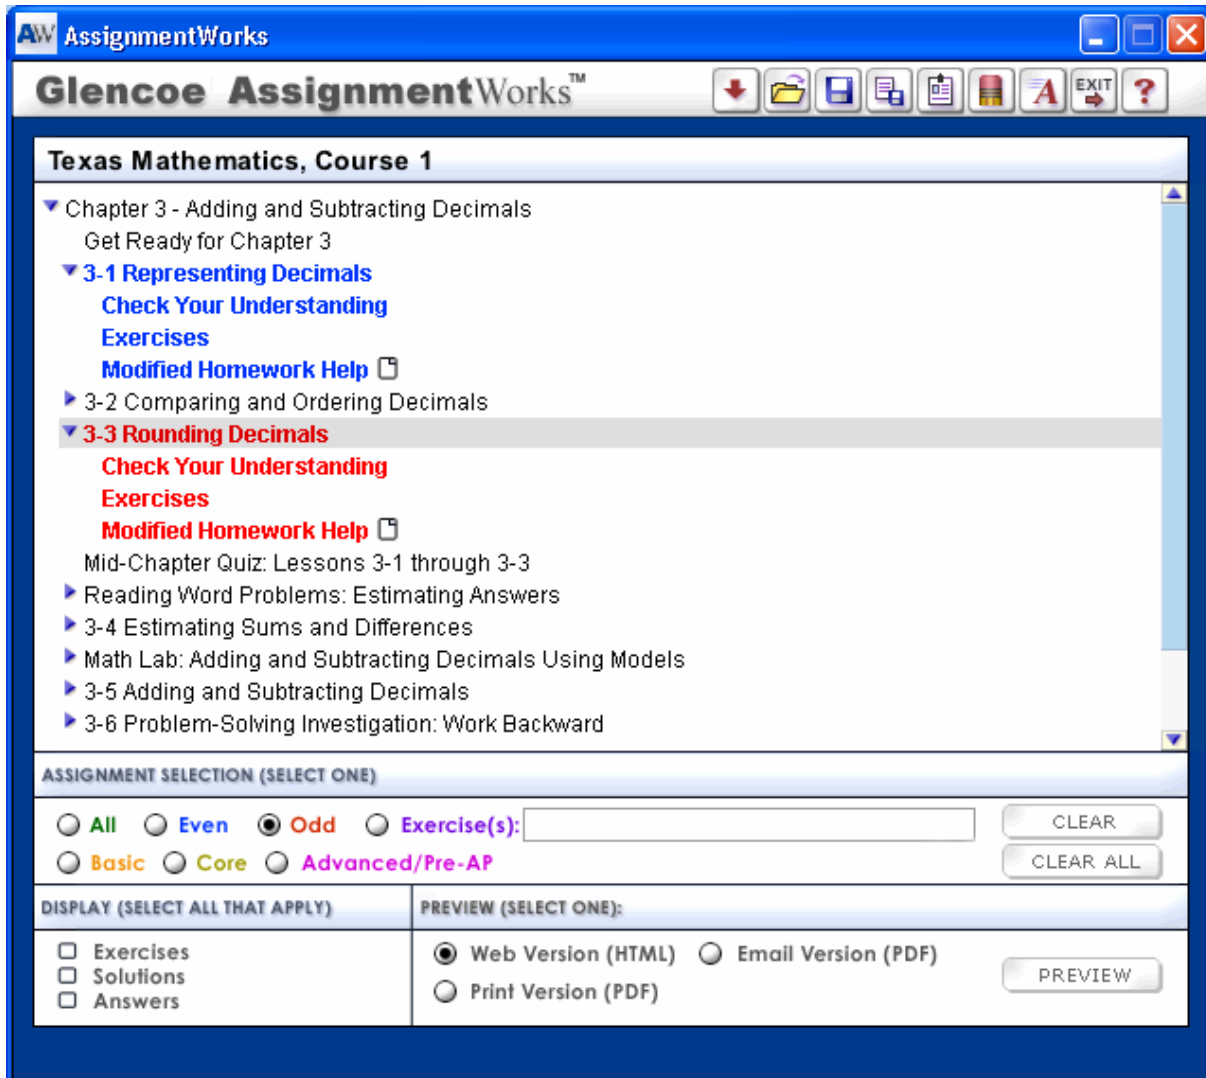 AW AssignmentWorks
Glencoe AssignmentWorks™
A EXIT ?
Texas Mathematics, Course 1
Chapter 3 - Adding and Subtracting Decimals
Get Ready for Chapter 3
3-1 Representing Decimals
Check Your Understanding
Exercises
Modified Homework Help
3-2 Comparing and Ordering Decimals
3-3 Rounding Decimals
Check Your Understanding
Exercises
Modified Homework Help
Mid-Chapter Quiz: Lessons 3-1 through 3-3
Reading Word Problems: Estimating Answers
3-4 Estimating Sums and Differences
Math Lab: Adding and Subtracting Decimals Using Models
3-5 Adding and Subtracting Decimals
3-6 Problem-Solving Investigation: Work Backward
ASSIGNMENT SELECTION (SELECT ONE)
All Even Odd Exercise(s): CLEAR
Basic Core Advanced/Pre-AP CLEAR ALL
DISPLAY (SELECT ALL THAT APPLY)
Exercises
Solutions
Answers
PREVIEW (SELECT ONE):
Web Version (HTML) Email Version (PDF)
Print Version (PDF)
PREVIEW